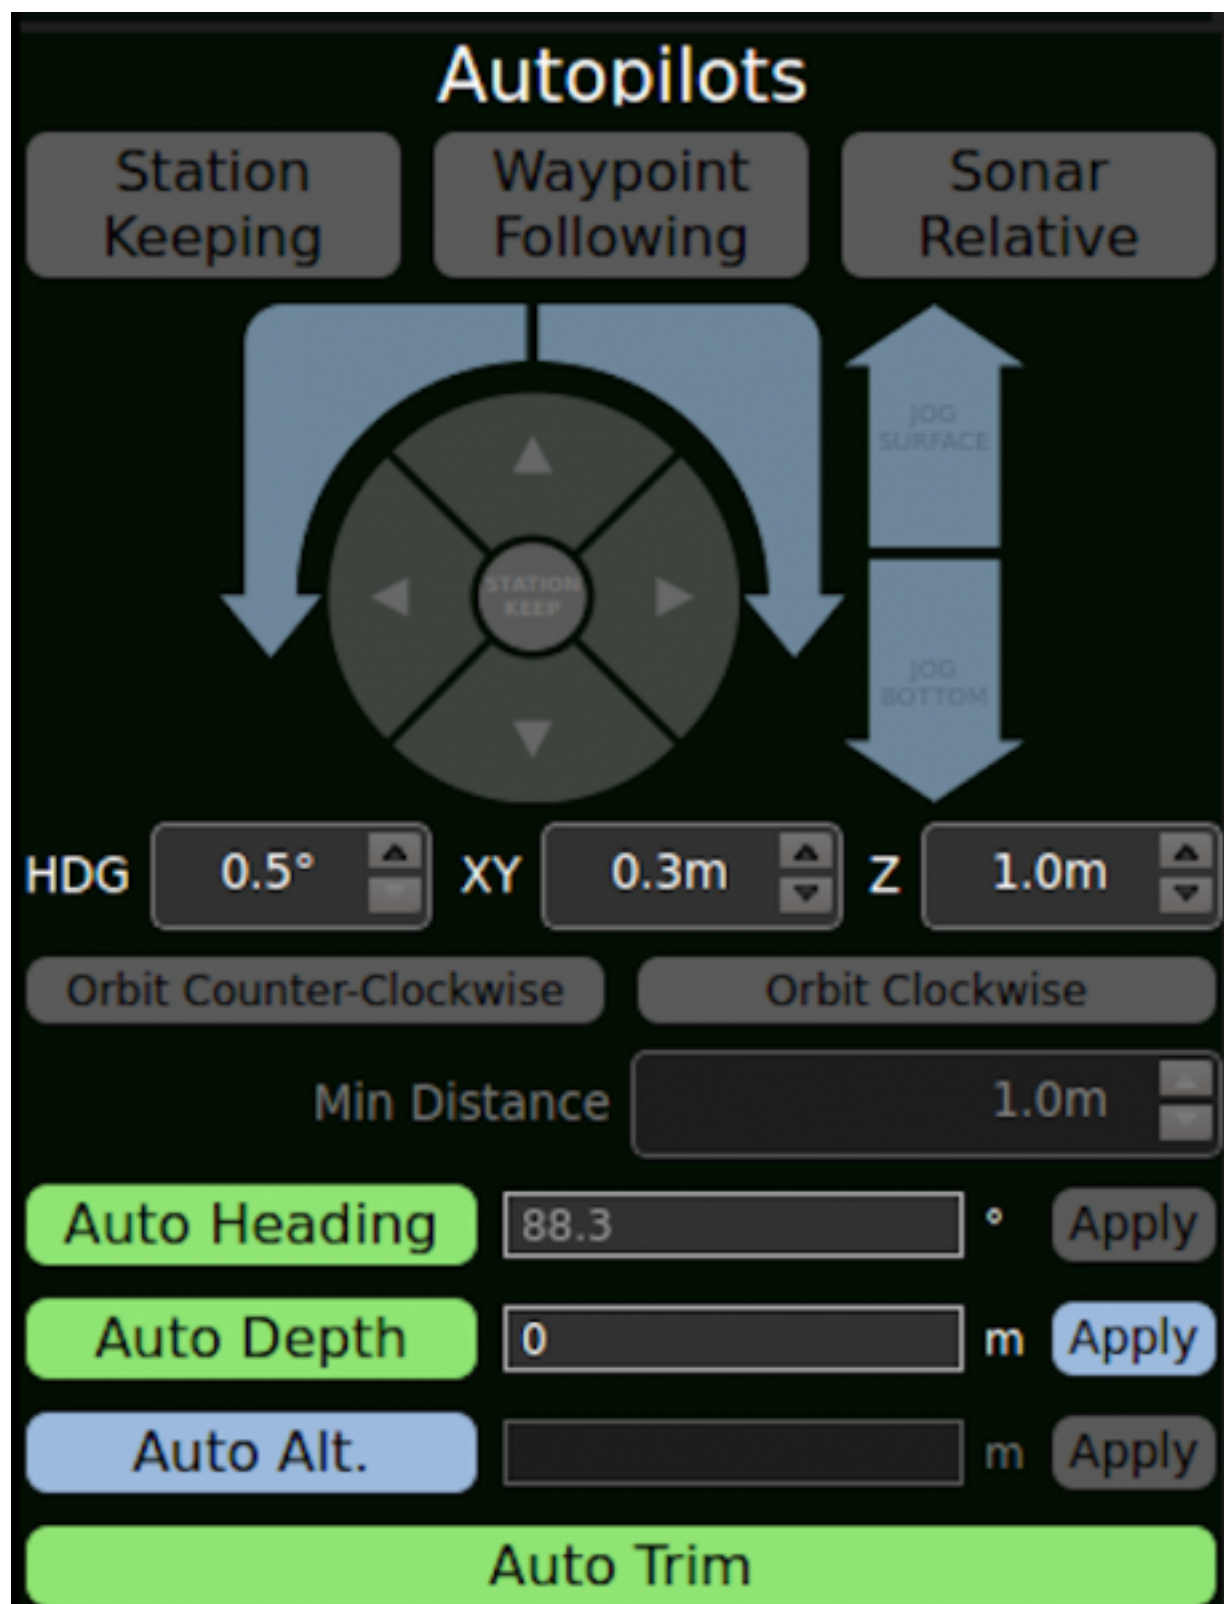 Autopilots
Station
Keeping
Waypoint
Following
Sonar
Relative
JOG
SURFACE
STATION
KEEP
JOG
BOTTOM
HDG 0.5° XY 0.3m Z 1.0m
Orbit Counter-Clockwise Orbit Clockwise
Min Distance 1.0m
Auto Heading 88.3 ° Apply
Auto Depth 0 m Apply
Auto Alt. m Apply
Auto Trim